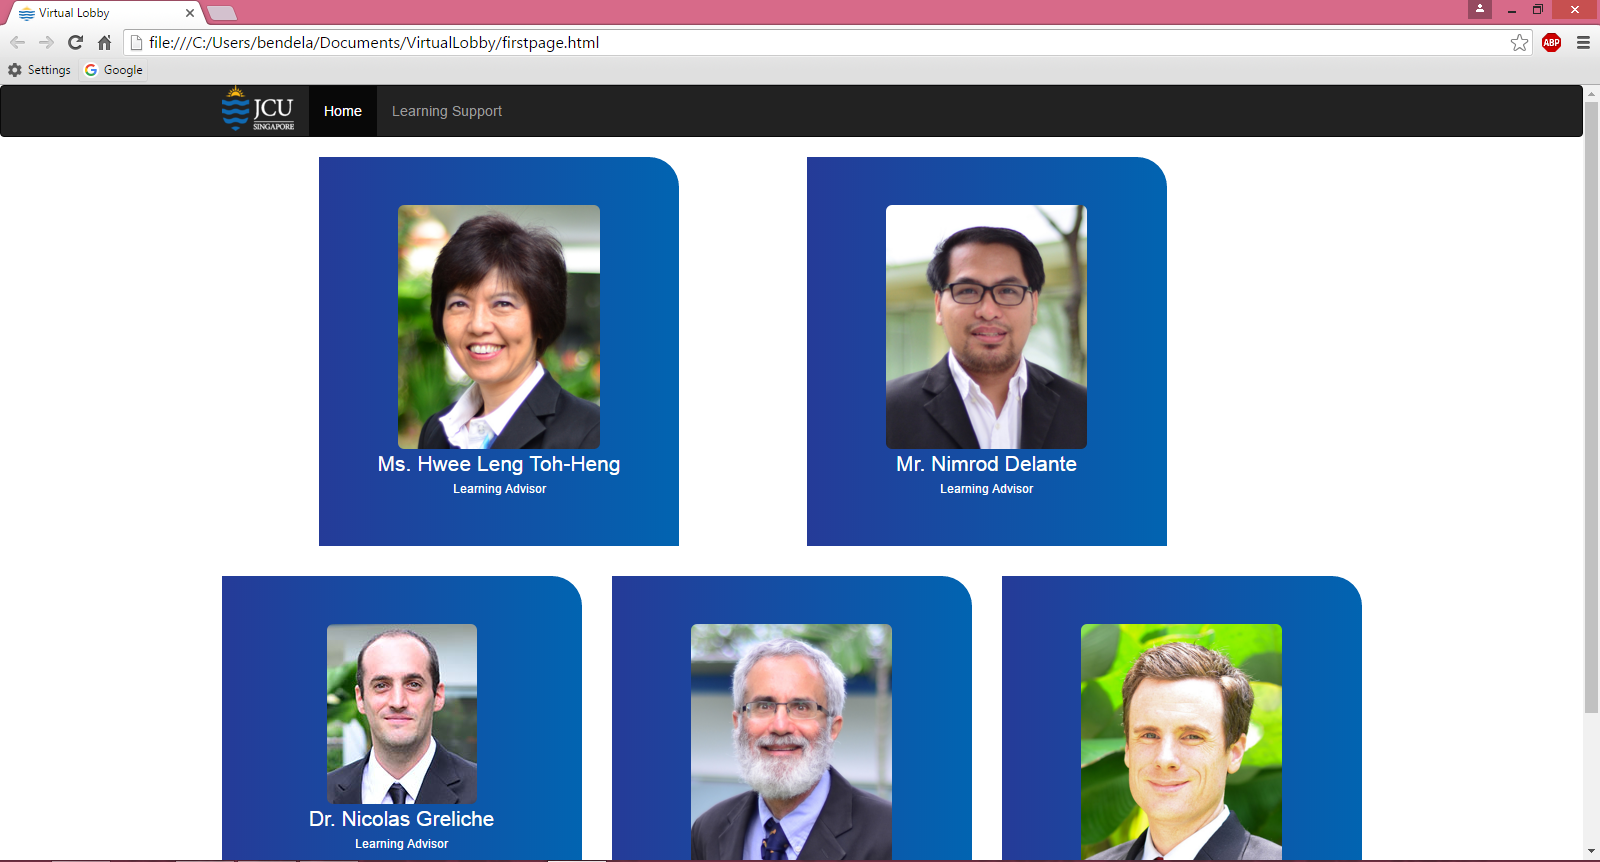 Virtual Lobby
file:///C:/Users/bendela/Documents/VirtualLobby/firstpage.html
ABP
Settings
Google
JCU
SINGAPORE
Home
Learning Support
Ms. Hwee Leng Toh-Heng
Learning Advisor
Mr. Nimrod Delante
Learning Advisor
Dr. Nicolas Greliche
Learning Advisor